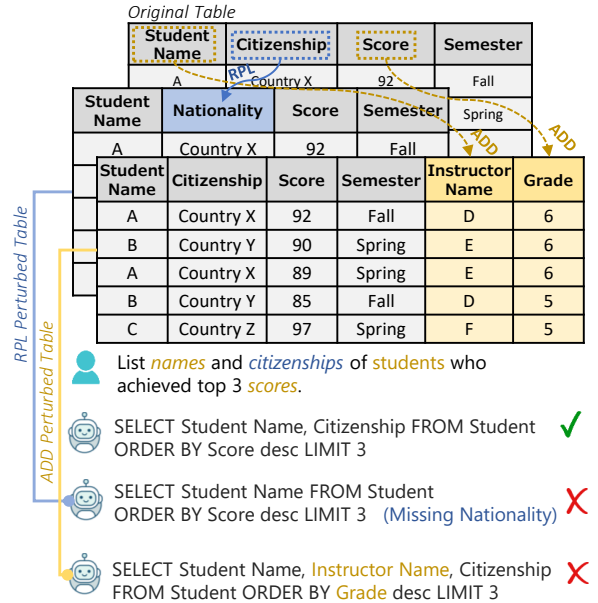 Original Table
Student Name Citizenship Score Semester
A Country X 92 Fall
RPL
Spring
Student Name Nationality Score Semester
A Country X 92 Fall
ADD ADD
Student Name Citizenship Score Semester Instructor Name Grade
A Country X 92 Fall D 6
B Country Y 90 Spring E 6
A Country X 89 Spring E 6
B Country Y 85 Fall D 5
C Country Z 97 Spring F 5
RPL Perturbed Table
ADD Perturbed Table
List names and citizenships of students who
achieved top 3 scores.
SELECT Student Name, Citizenship FROM Student
ORDER BY Score desc LIMIT 3
SELECT Student Name FROM Student
ORDER BY Score desc LIMIT 3 (Missing Nationality)
SELECT Student Name, Instructor Name, Citizenship
FROM Student ORDER BY Grade desc LIMIT 3